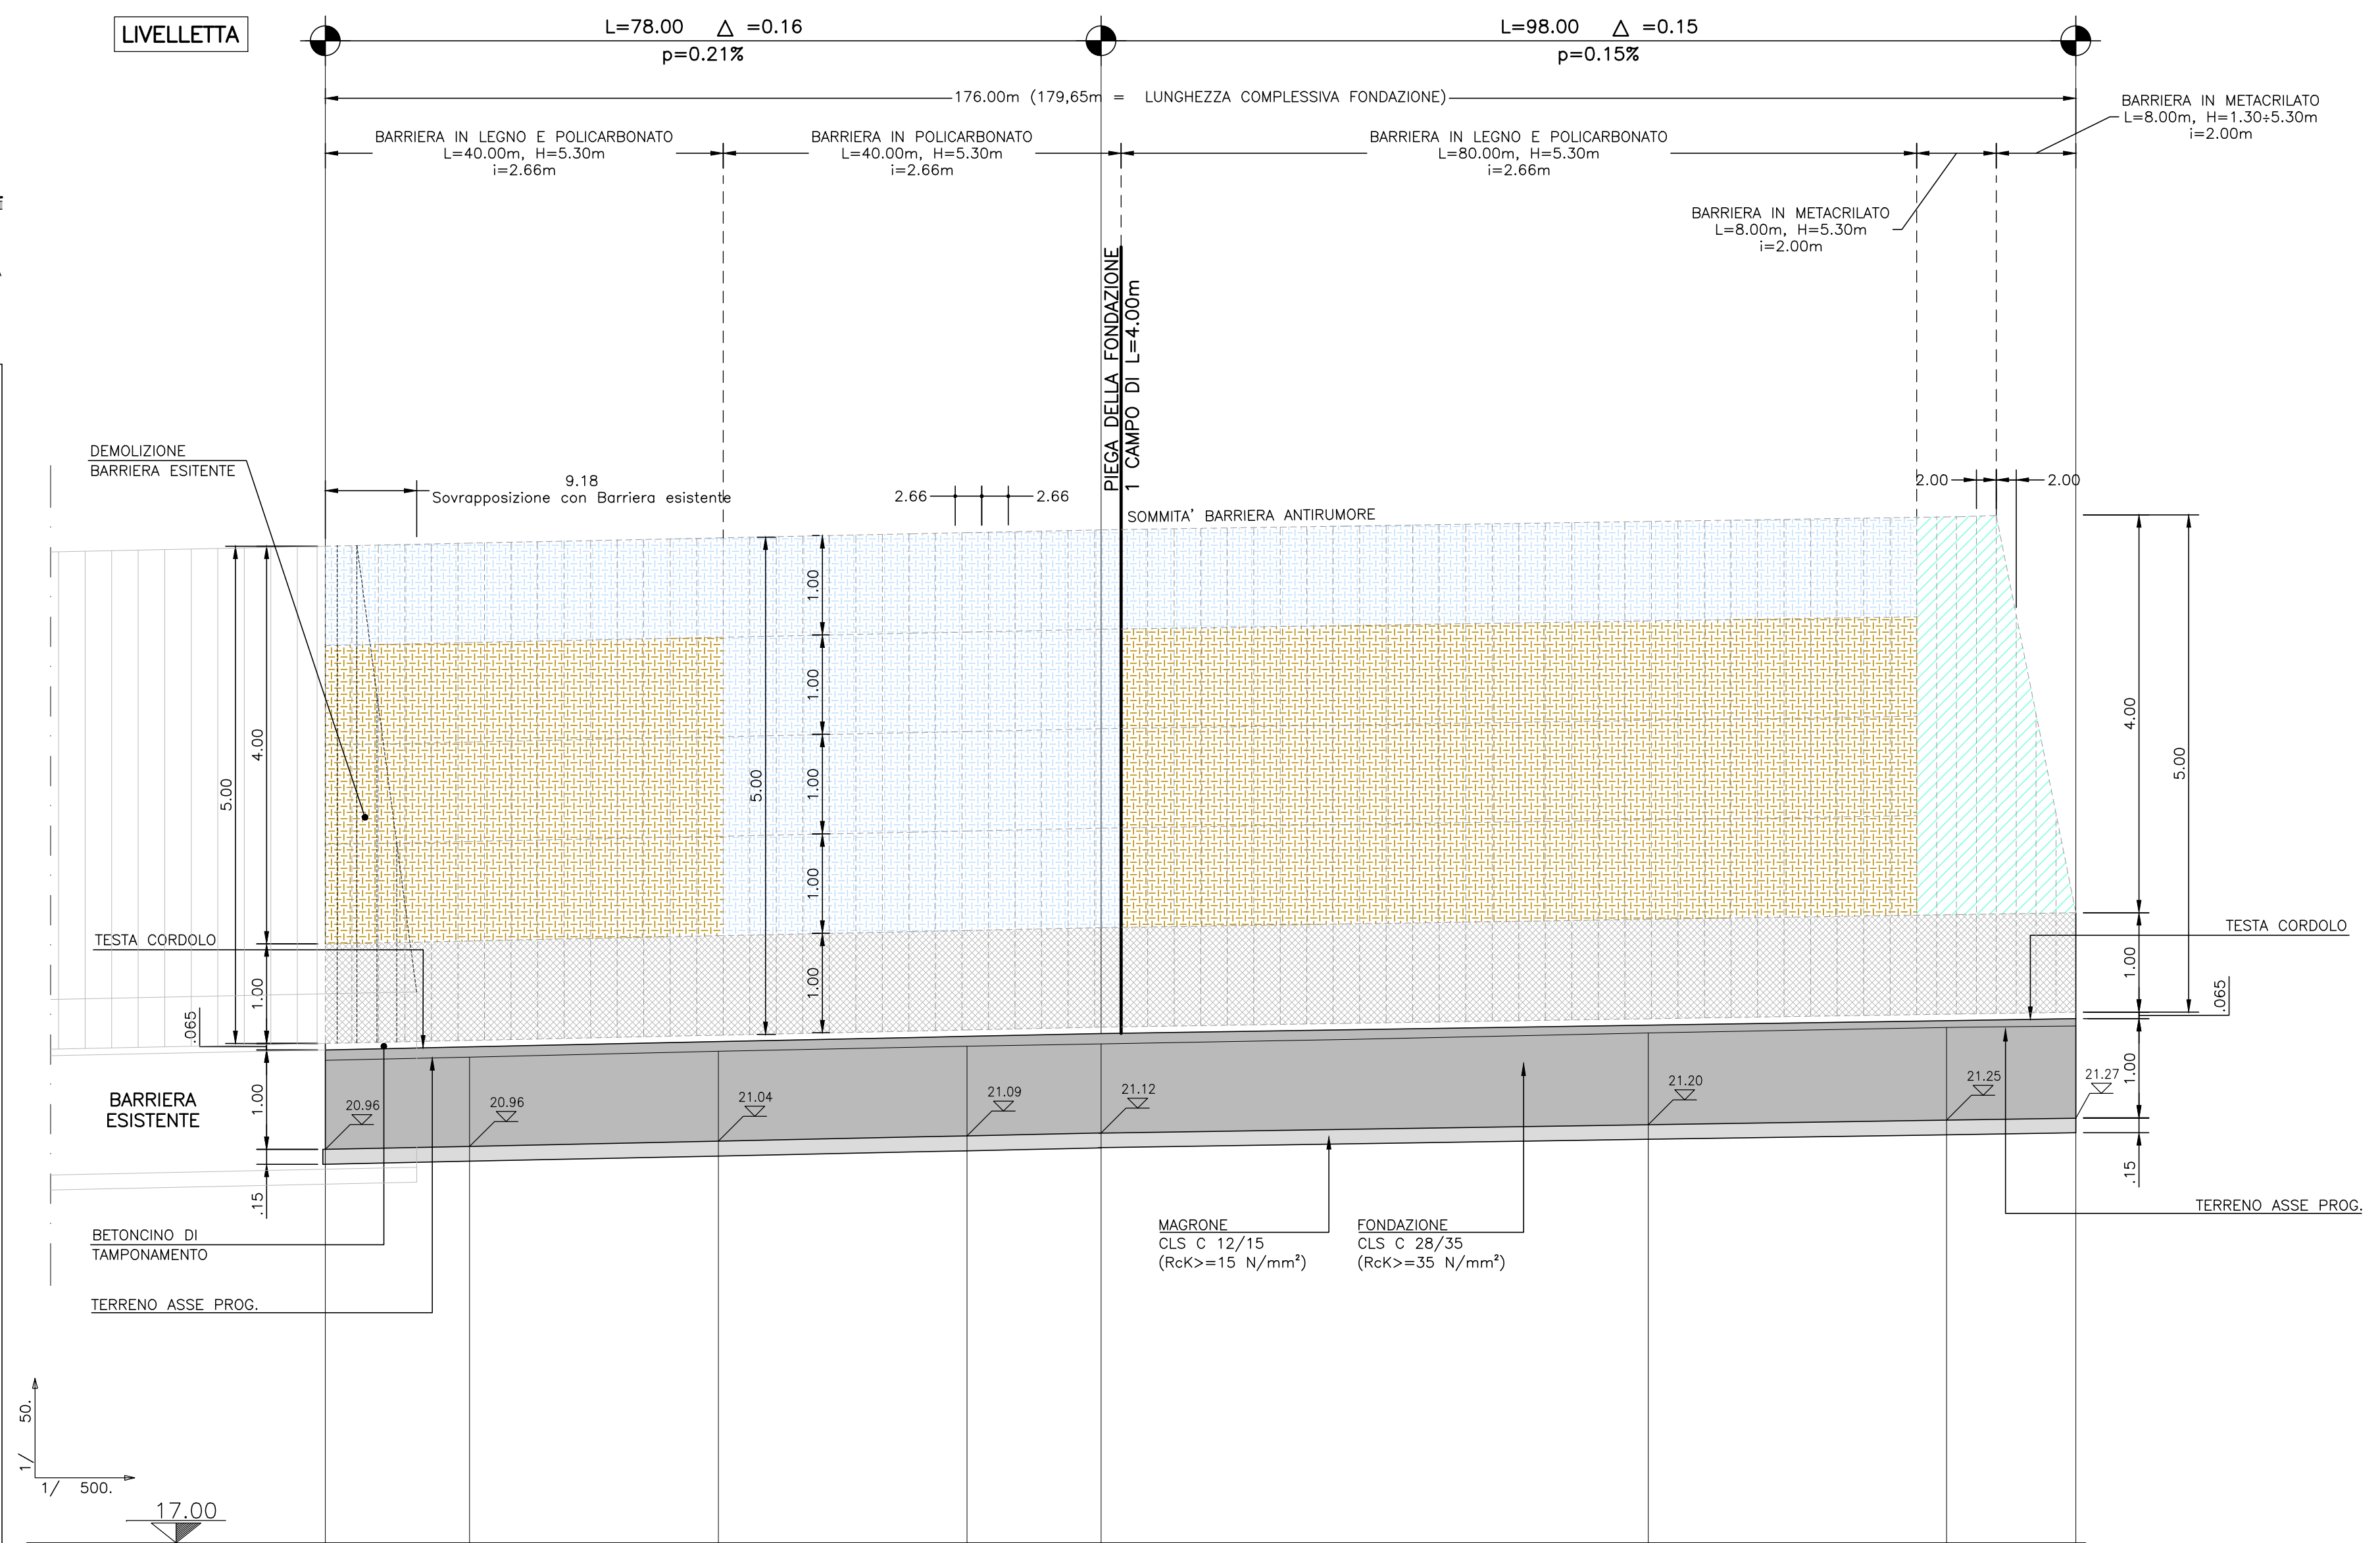 LIVELLETTA
L=78.00 △ =0.16
p=0.21%
L=98.00 △ =0.15
p=0.15%
176.00m (179,65m = LUNGHEZZA COMPLESSIVA FONDAZIONE)
BARRIERA IN LEGNO E POLICARBONATO
L=40.00m, H=5.30m
i=2.66m
BARRIERA IN POLICARBONATO
L=40.00m, H=5.30m
i=2.66m
BARRIERA IN LEGNO E POLICARBONATO
L=80.00m, H=5.30m
i=2.66m
BARRIERA IN METACRILATO
L=8.00m, H=1.30÷5.30m
i=2.00m
BARRIERA IN METACRILATO
L=8.00m, H=5.30m
i=2.00m
PIEGA DELLA FONDAZIONE
1 CAMPO DI L=4.00m
DEMOLIZIONE
BARRIERA ESITENTE
9.18
Sovrapposizione con Barriera esistente
2.66
2.66
2.00
2.00
SOMMITA' BARRIERA ANTIRUMORE
5.00
4.00
1.00
.065
1.00
.15
5.00
1.00
1.00
1.00
1.00
1.00
4.00
5.00
1.00
.065
1.00
.15
TESTA CORDOLO
TESTA CORDOLO
BARRIERA
ESISTENTE
20.96
20.96
21.04
21.09
21.12
21.20
21.25
21.27
BETONCINO DI
TAMPONAMENTO
TERRENO ASSE PROG.
MAGRONE
CLS C 12/15
(RcK>=15 N/mm²)
FONDAZIONE
CLS C 28/35
(RcK>=35 N/mm²)
TERRENO ASSE PROG.
1/ 50.
1/ 500.
17.00